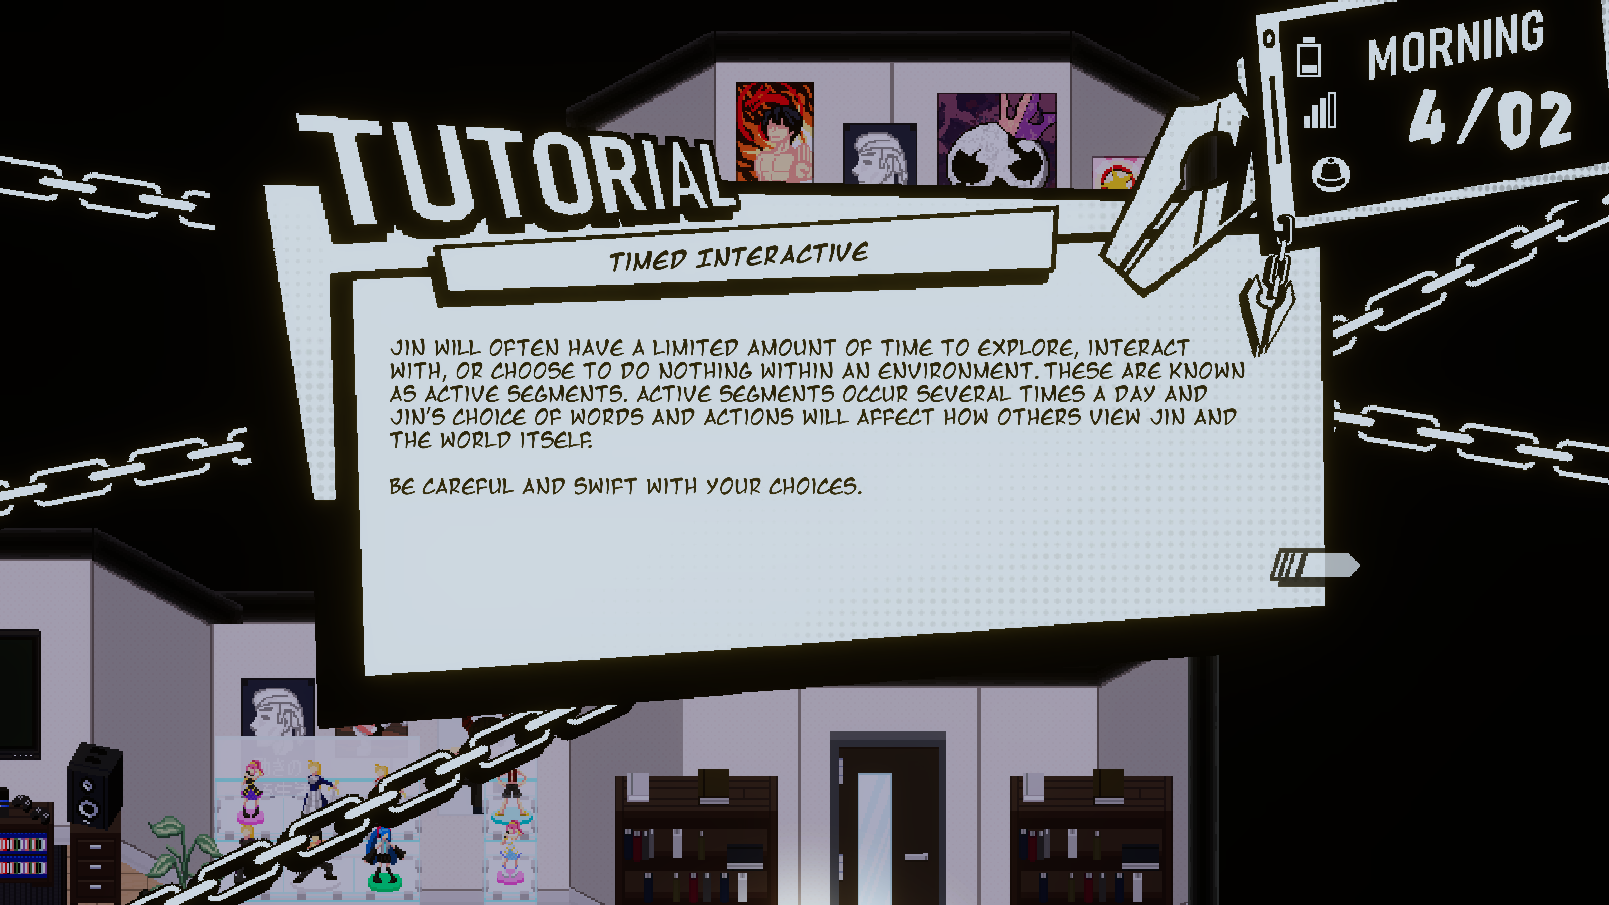 MORNING
4/02
TUTORIAL
TIMED INTERACTIVE
JIN WILL OFTEN HAVE A LIMITED AMOUNT OF TIME TO EXPLORE, INTERACT
WITH, OR CHOOSE TO DO NOTHING WITHIN AN ENVIRONMENT. THESE ARE KNOWN
AS ACTIVE SEGMENTS. ACTIVE SEGMENTS OCCUR SEVERAL TIMES A DAY AND
JIN'S CHOICE OF WORDS AND ACTIONS WILL AFFECT HOW OTHERS VIEW JIN AND
THE WORLD ITSELF.
BE CAREFUL AND SWIFT WITH YOUR CHOICES.